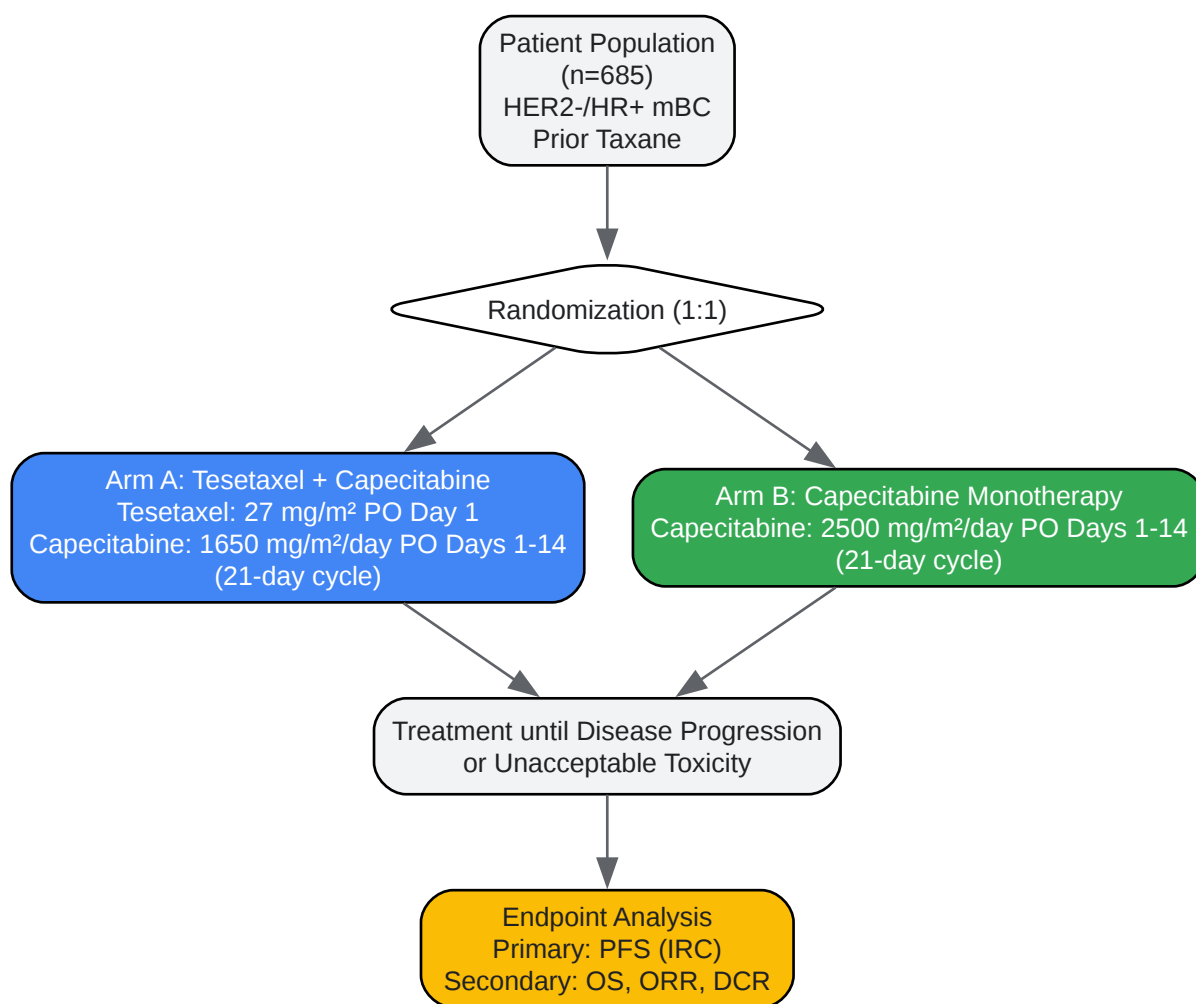 Patient Population
(n=685)
HER2-/HR+ mBC
Prior Taxane
Randomization (1:1)
Arm A: Tesetaxel + Capecitabine
Tesetaxel: 27 mg/m² PO Day 1
Capecitabine: 1650 mg/m²/day PO Days 1-14
(21-day cycle)
Arm B: Capecitabine Monotherapy
Capecitabine: 2500 mg/m²/day PO Days 1-14
(21-day cycle)
Treatment until Disease Progression
or Unacceptable Toxicity
Endpoint Analysis
Primary: PFS (IRC)
Secondary: OS, ORR, DCR